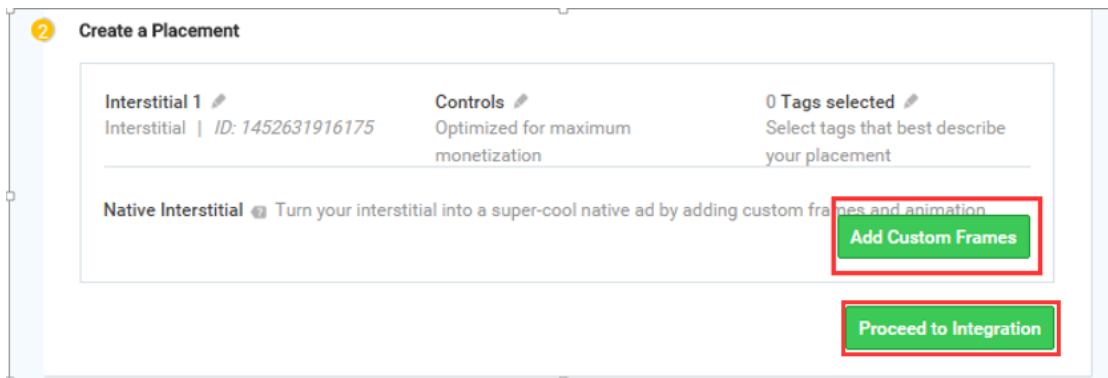 2 Create a Placement
Interstitial 1 Controls 0 Tags selected
Interstitial | ID: 1452631916175 Optimized for maximum Select tags that best describe
monetization your placement
Native Interstitial Turn your interstitial into a super-cool native ad by adding custom frames and animation
Add Custom Frames
Proceed to Integration